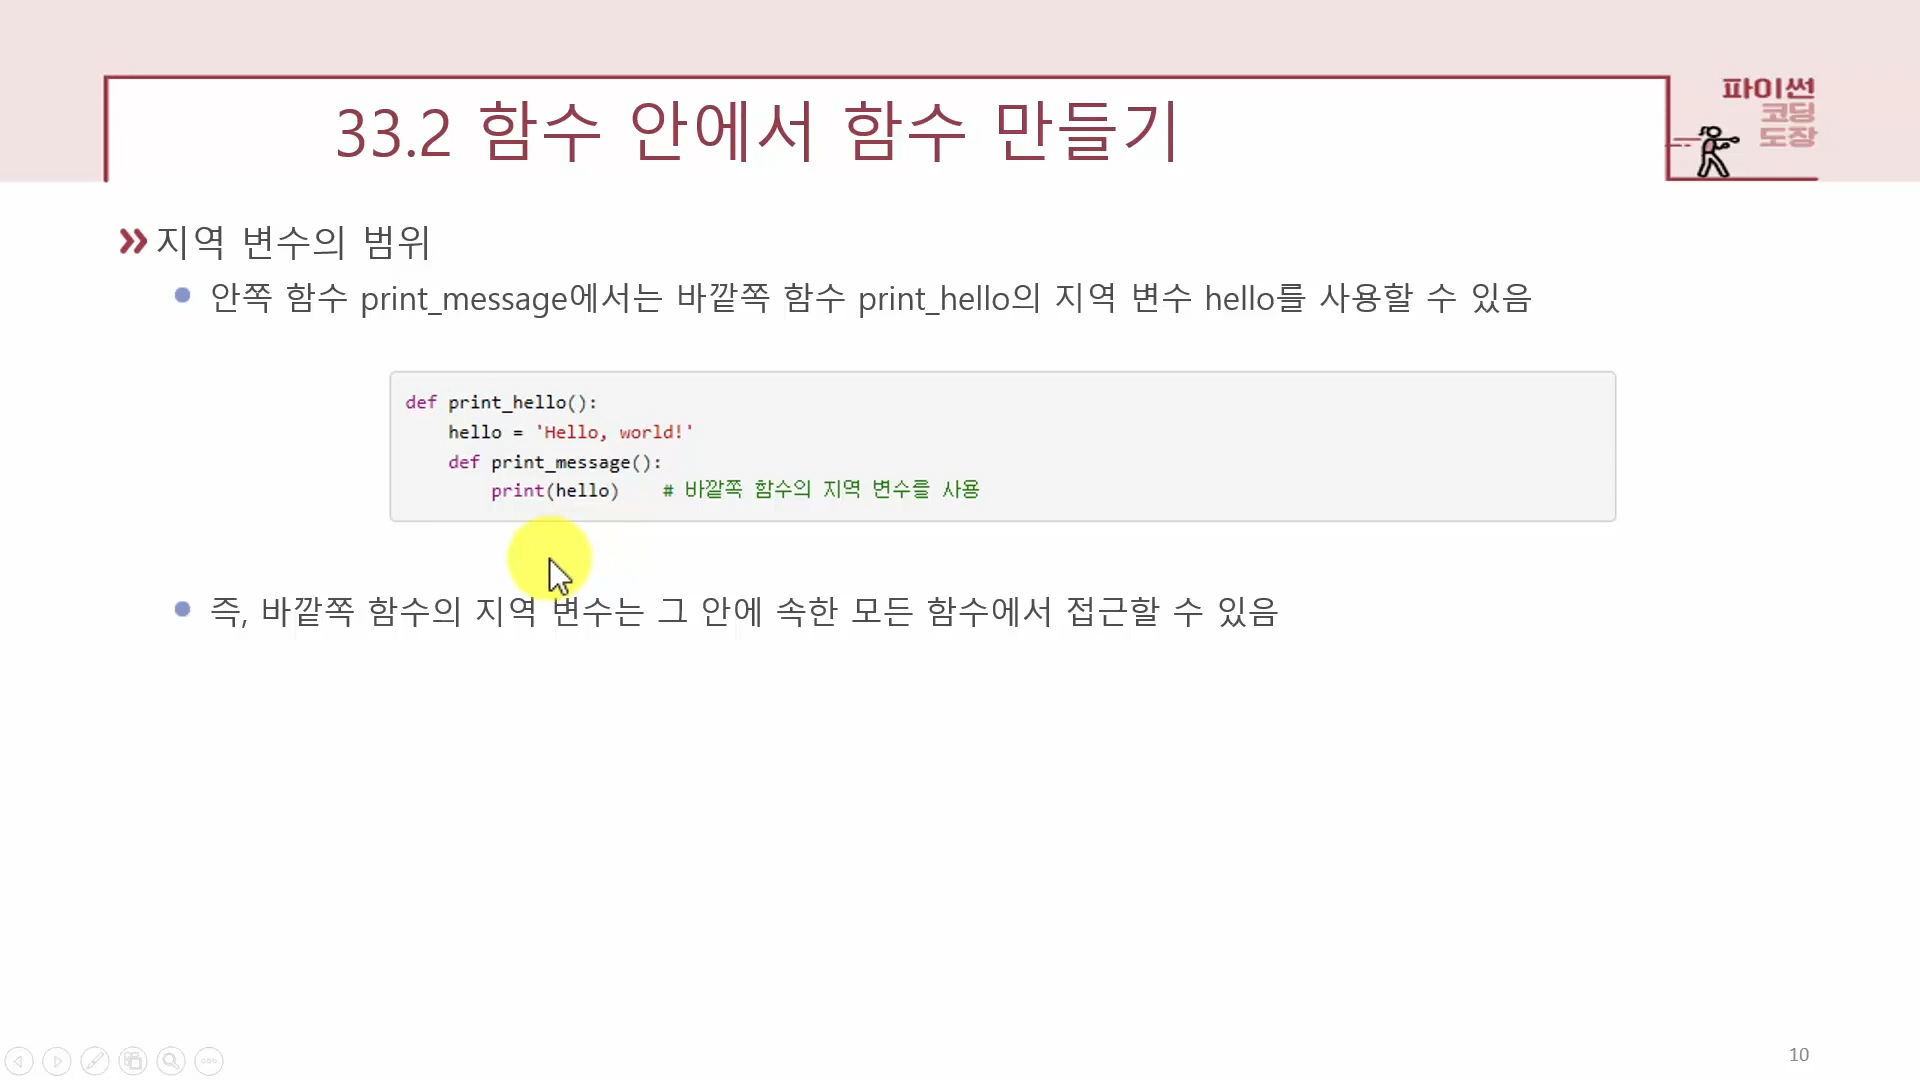 33.2 함수 안에서 함수 만들기
파이썬
코딩
도장
지역 변수의 범위
안쪽 함수 print_message에서는 바깥쪽 함수 print_hello의 지역 변수 hello를 사용할 수 있음
def print_hello():
    hello = 'Hello, world!'
    def print_message():
        print(hello)    # 바깥쪽 함수의 지역 변수를 사용
즉, 바깥쪽 함수의 지역 변수는 그 안에 속한 모든 함수에서 접근할 수 있음
10